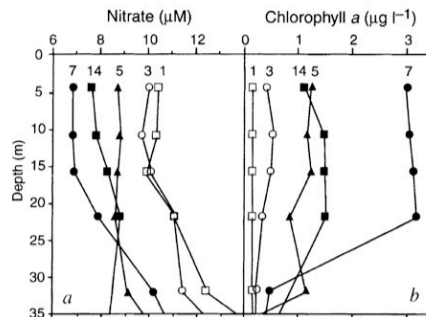 Nitrate (μM)
Chlorophyll a (μg l⁻¹)
6 8 10 12
0 1 2 3
0
5
10
15
20
25
30
35
Depth (m)
7 14 5 3 1
1 3 14 5 7
a
b